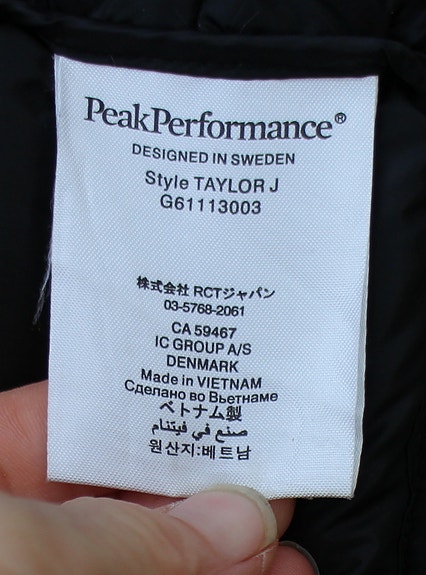 PeakPerformance®
DESIGNED IN SWEDEN
Style TAYLOR J
G61113003
株式会社 RCTジャパン
03-5768-2061
CA 59467
IC GROUP A/S
DENMARK
Made in VIETNAM
Сделано во Вьетнаме
ベトナム製
صنع في فيتنام
원산지:베트남